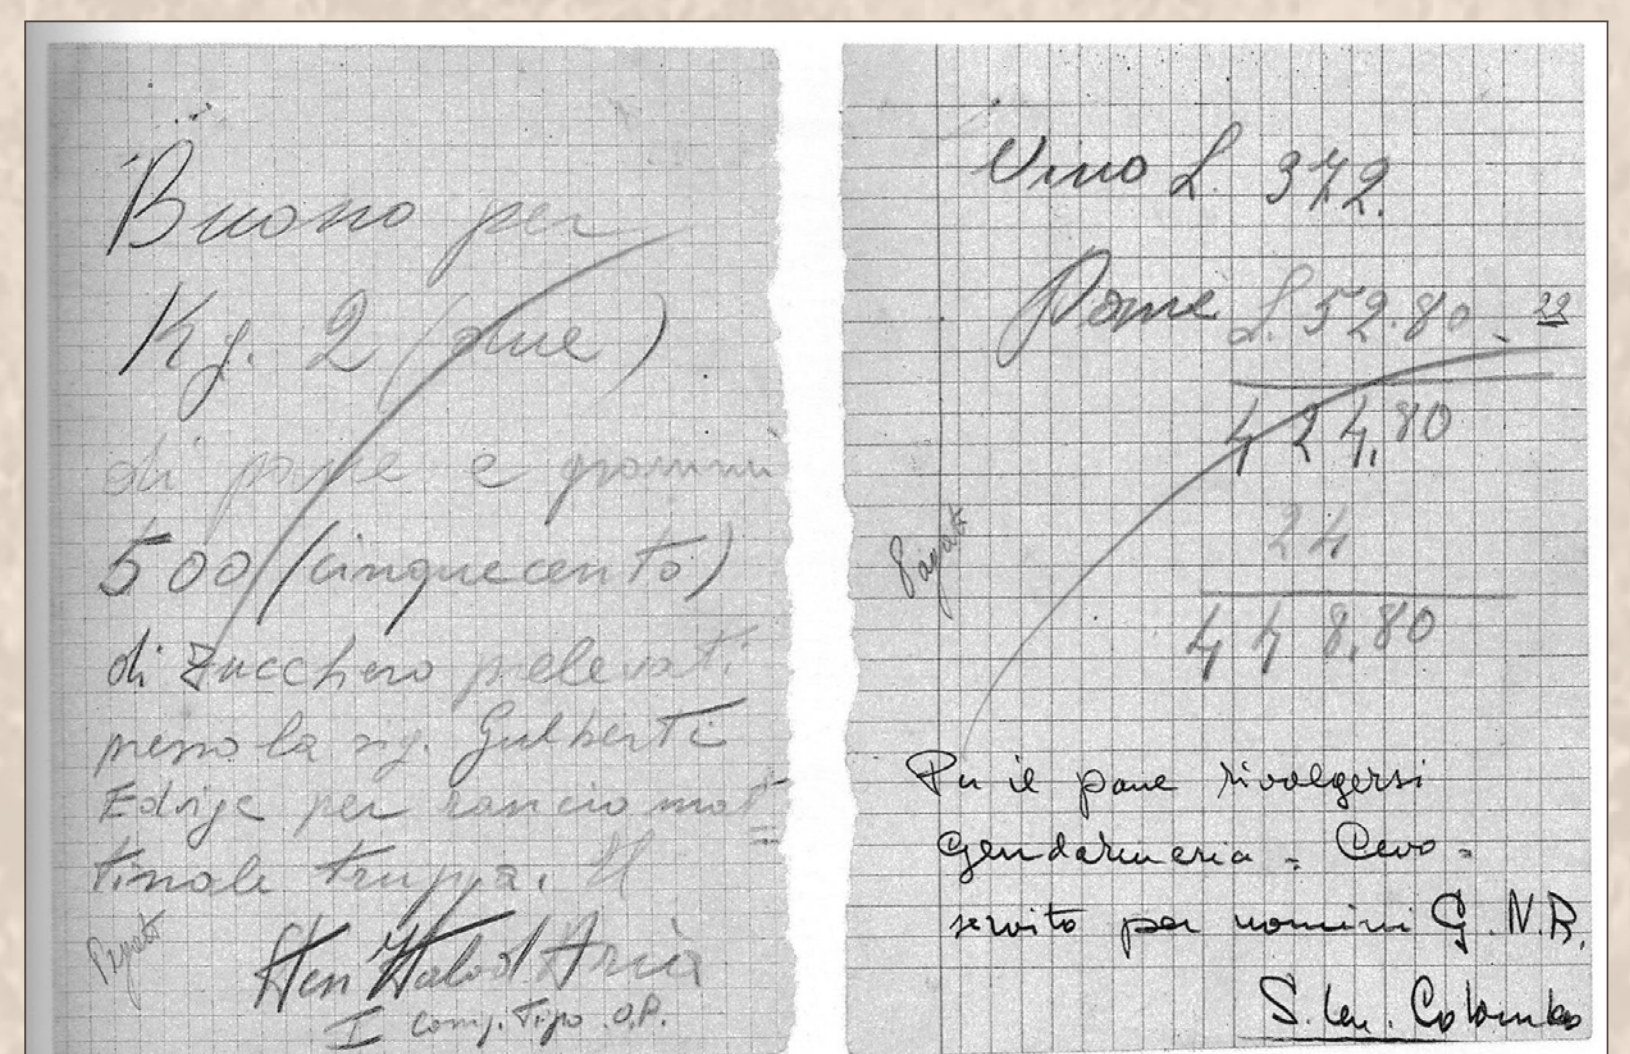 Buono per
Kg. 2 (due)
di pane e grammi
500 (cinquecento)
di zucchero prelevati
presso la sig. Gulberti
Edvige per rancio mat=
tinale truppa. Il
Pagato
I Comp. Tipo O.P.
Vino L. 372.
Pane L. 52.80 -
424,80
24
448,80
Pagato
Per il pane rivolgersi
Gendarmeria - Cevo -
servito per uomini G.N.R.
S. Ten. Colombo